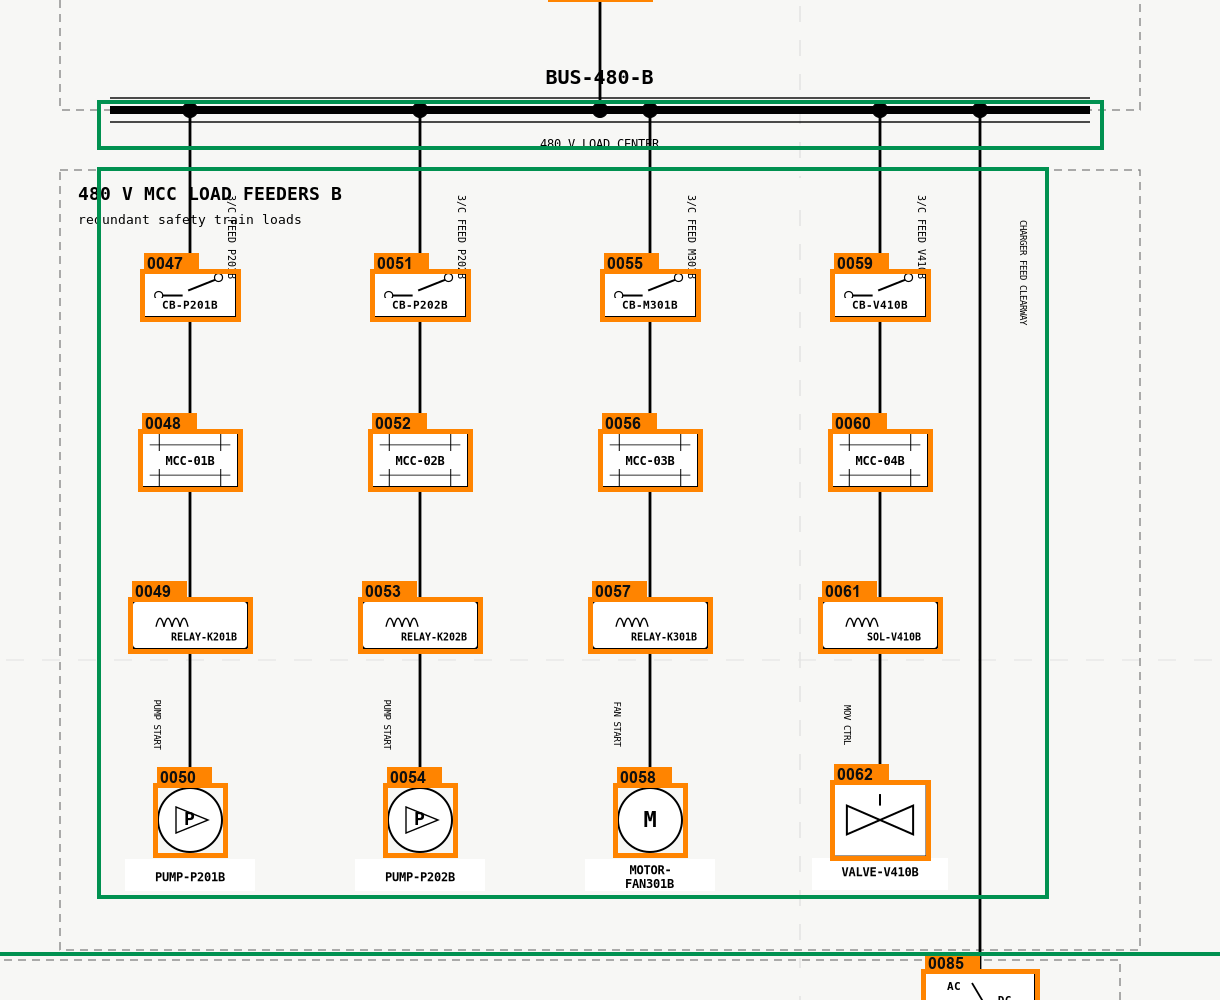 BUS-480-B
480 V LOAD CENTER
480 V MCC LOAD FEEDERS B
redundant safety train loads
3/C FEED P201B
3/C FEED P202B
3/C FEED M301B
3/C FEED V410B
CHARGER FEED CLEARWAY
0047
0051
0055
0059
CB-P201B
CB-P202B
CB-M301B
CB-V410B
0048
0052
0056
0060
MCC-01B
MCC-02B
MCC-03B
MCC-04B
0049
0053
0057
0061
RELAY-K201B
RELAY-K202B
RELAY-K301B
SOL-V410B
PUMP START
PUMP START
FAN START
MOV CTRL
0050
0054
0058
0062
P
P
M
PUMP-P201B
PUMP-P202B
MOTOR-
FAN301B
VALVE-V410B
0085
AC
DC